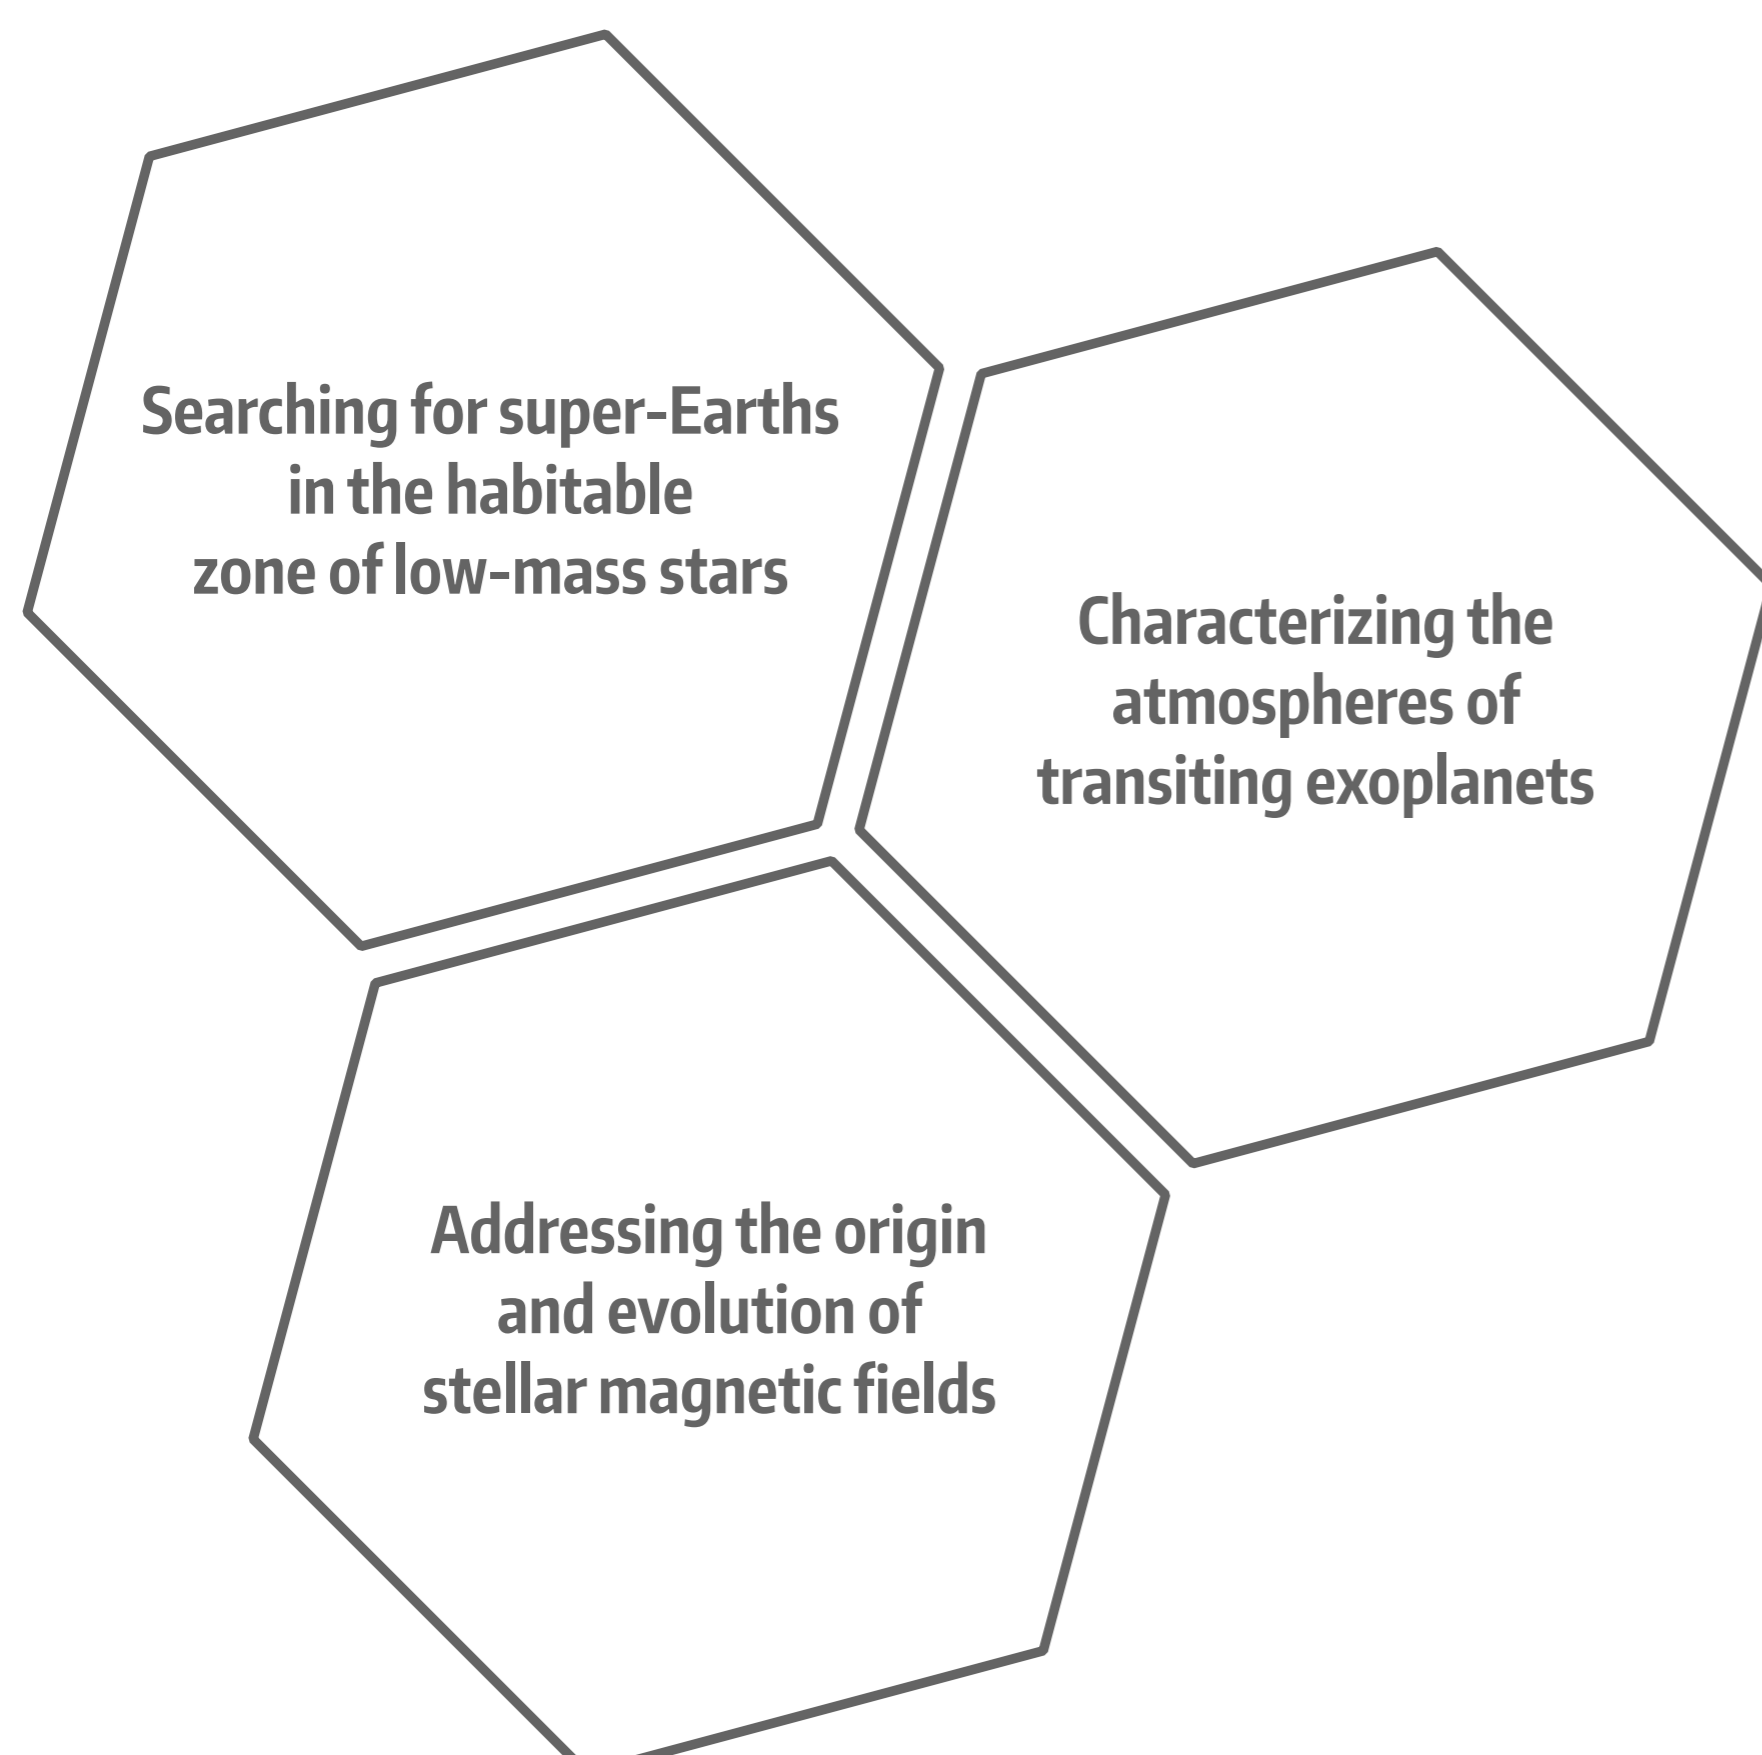 Searching for super-Earths
in the habitable
zone of low-mass stars
Characterizing the
atmospheres of
transiting exoplanets
Addressing the origin
and evolution of
stellar magnetic fields